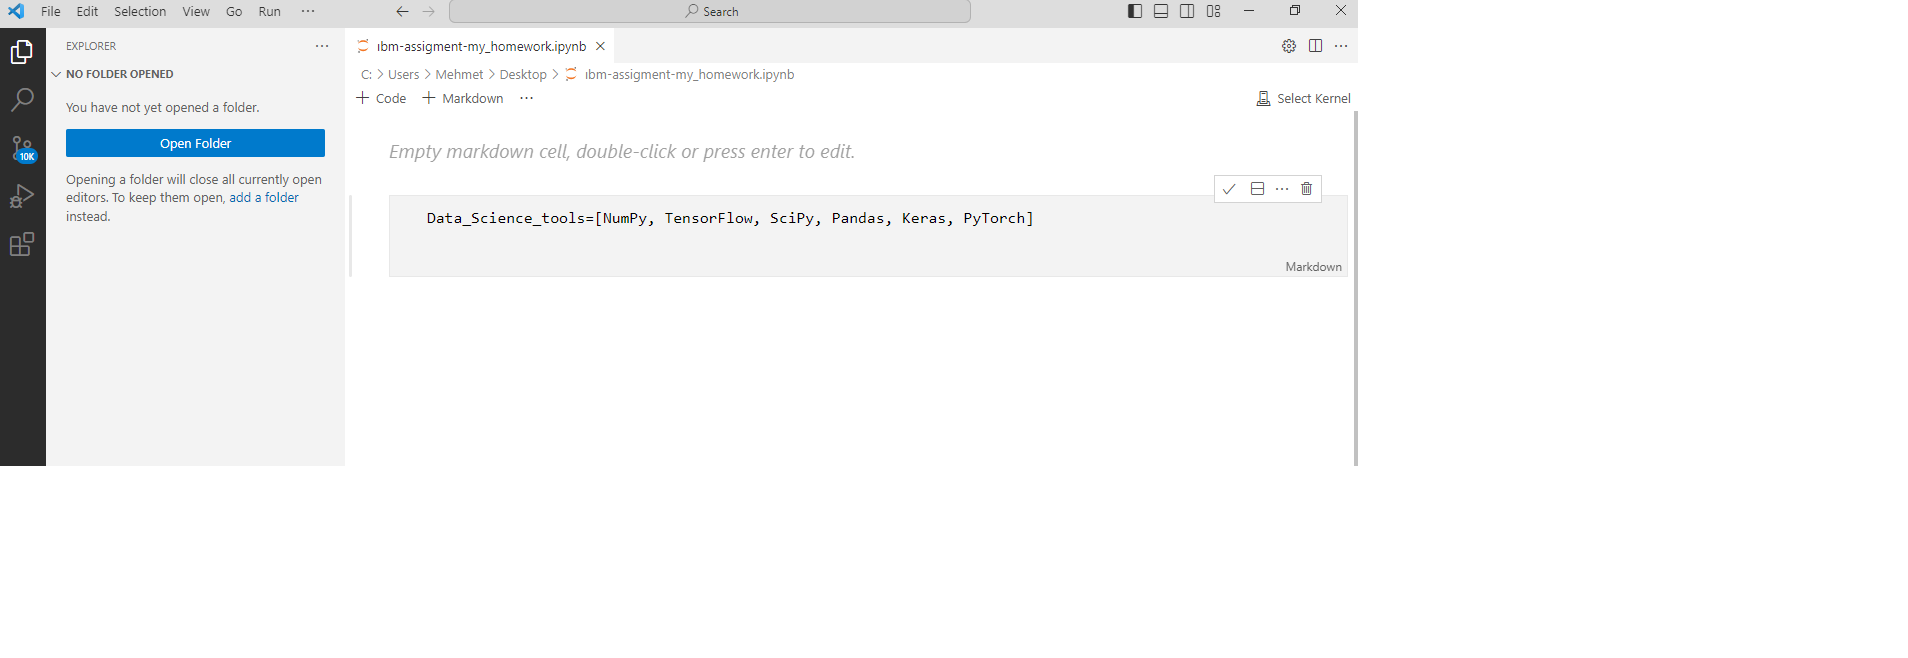 File Edit Selection View Go Run ···
Search
EXPLORER ···
NO FOLDER OPENED
You have not yet opened a folder.
Open Folder
Opening a folder will close all currently open
editors. To keep them open, add a folder
instead.
10K
ıbm-assigment-my_homework.ipynb
C: > Users > Mehmet > Desktop > ıbm-assigment-my_homework.ipynb
+ Code + Markdown ···
Select Kernel
Empty markdown cell, double-click or press enter to edit.
Data_Science_tools=[NumPy, TensorFlow, SciPy, Pandas, Keras, PyTorch]
Markdown